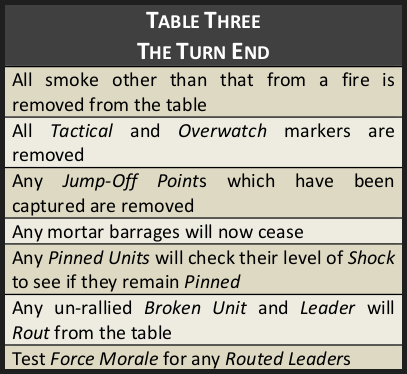 TABLE THREE
THE TURN END
All smoke other than that from a fire is
removed from the table
All Tactical and Overwatch markers are
removed
Any Jump-Off Points which have been
captured are removed
Any mortar barrages will now cease
Any Pinned Units will check their level of Shock
to see if they remain Pinned
Any un-rallied Broken Unit and Leader will
Rout from the table
Test Force Morale for any Routed Leaders